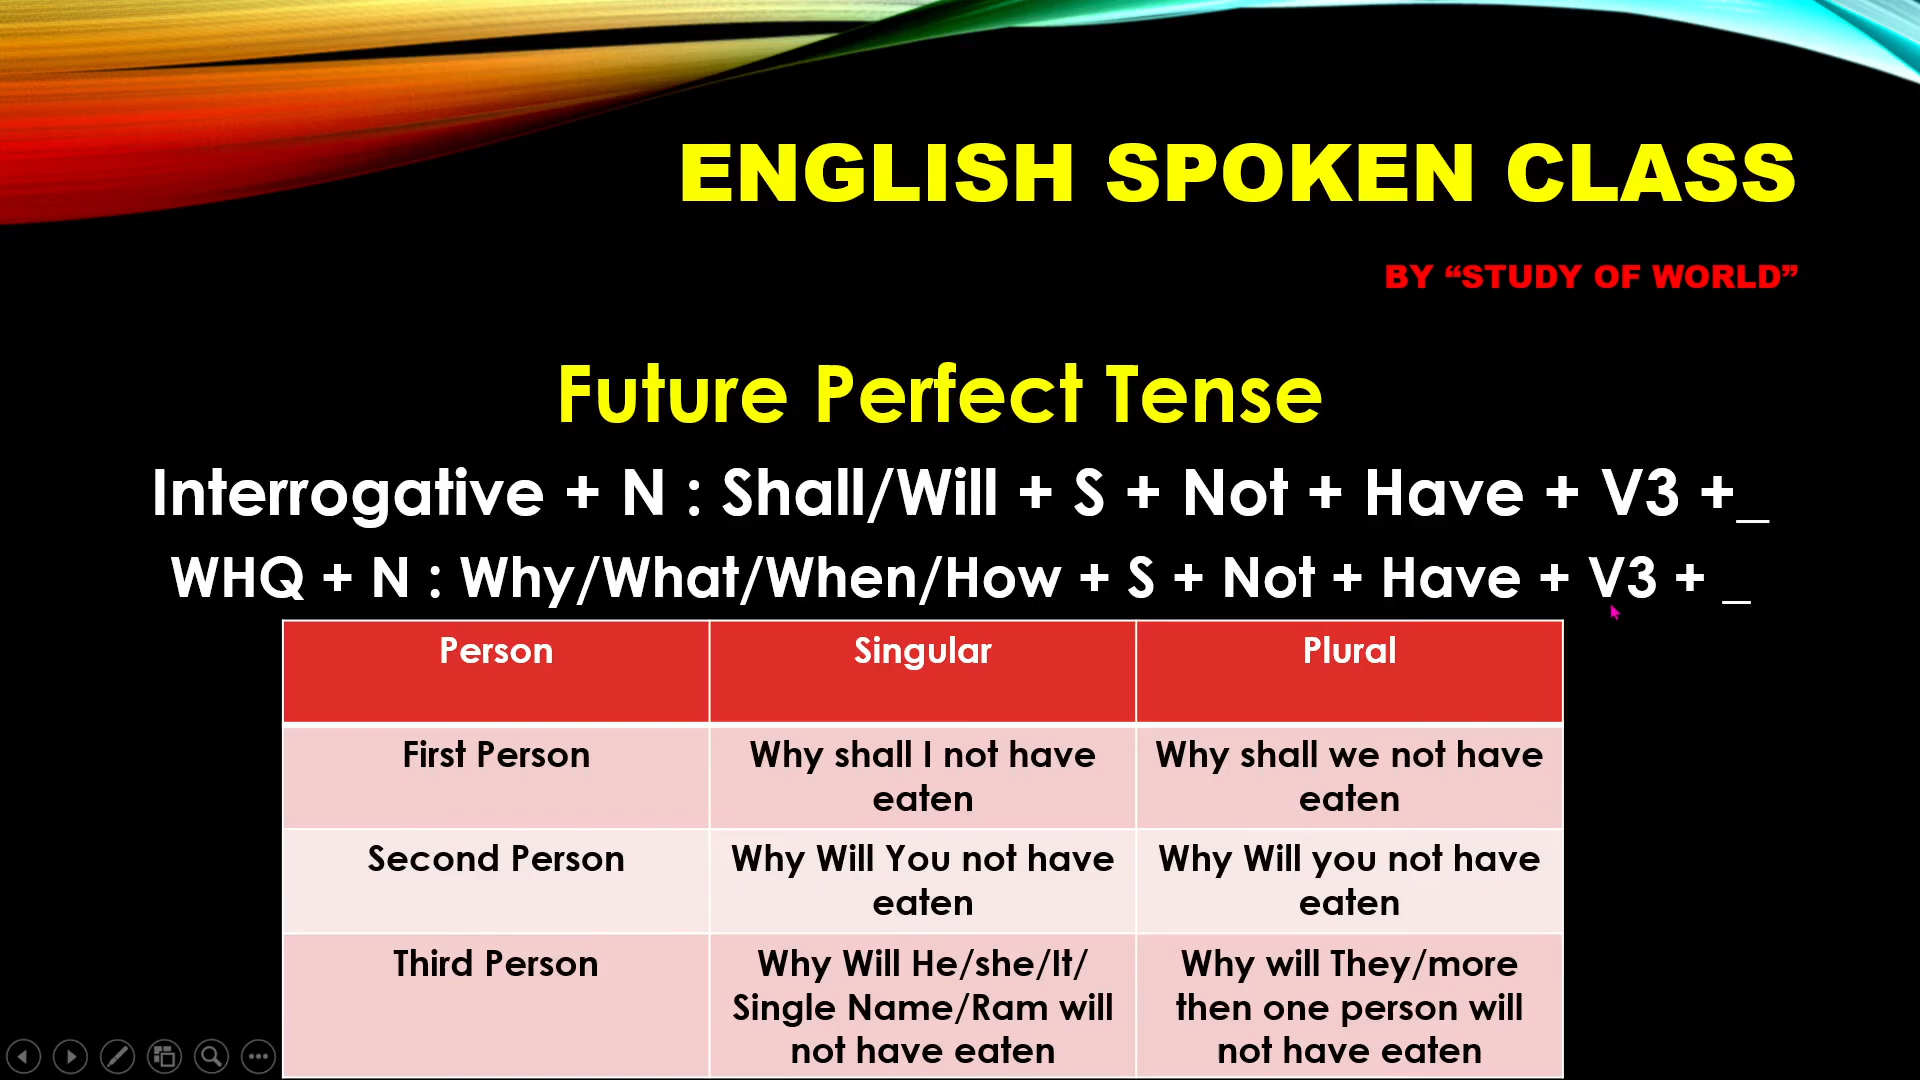 ENGLISH SPOKEN CLASS
BY “STUDY OF WORLD”
Future Perfect Tense
Interrogative + N : Shall/Will + S + Not + Have + V3 +_
WHQ + N : Why/What/When/How + S + Not + Have + V3 + _
Person Singular Plural
First Person Why shall I not have Why shall we not have
eaten eaten
Second Person Why Will You not have Why Will you not have
eaten eaten
Third Person Why Will He/she/It/ Why will They/more
Single Name/Ram will then one person will
not have eaten not have eaten